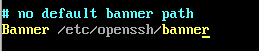 # no default banner path
Banner /etc/openssh/banner